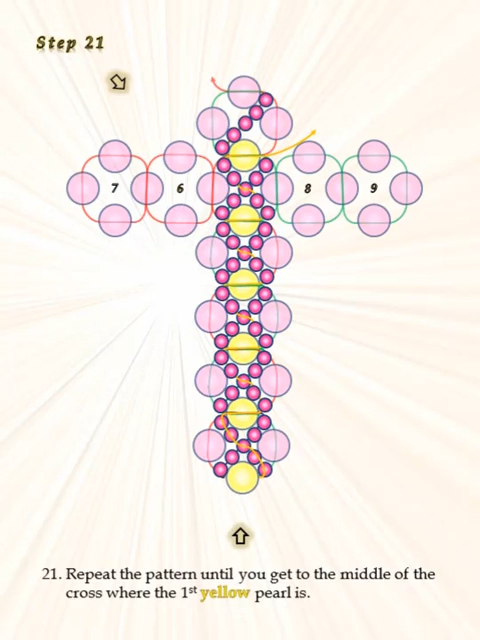 Step 21
7
6
8
9
21. Repeat the pattern until you get to the middle of the
cross where the 1st yellow pearl is.